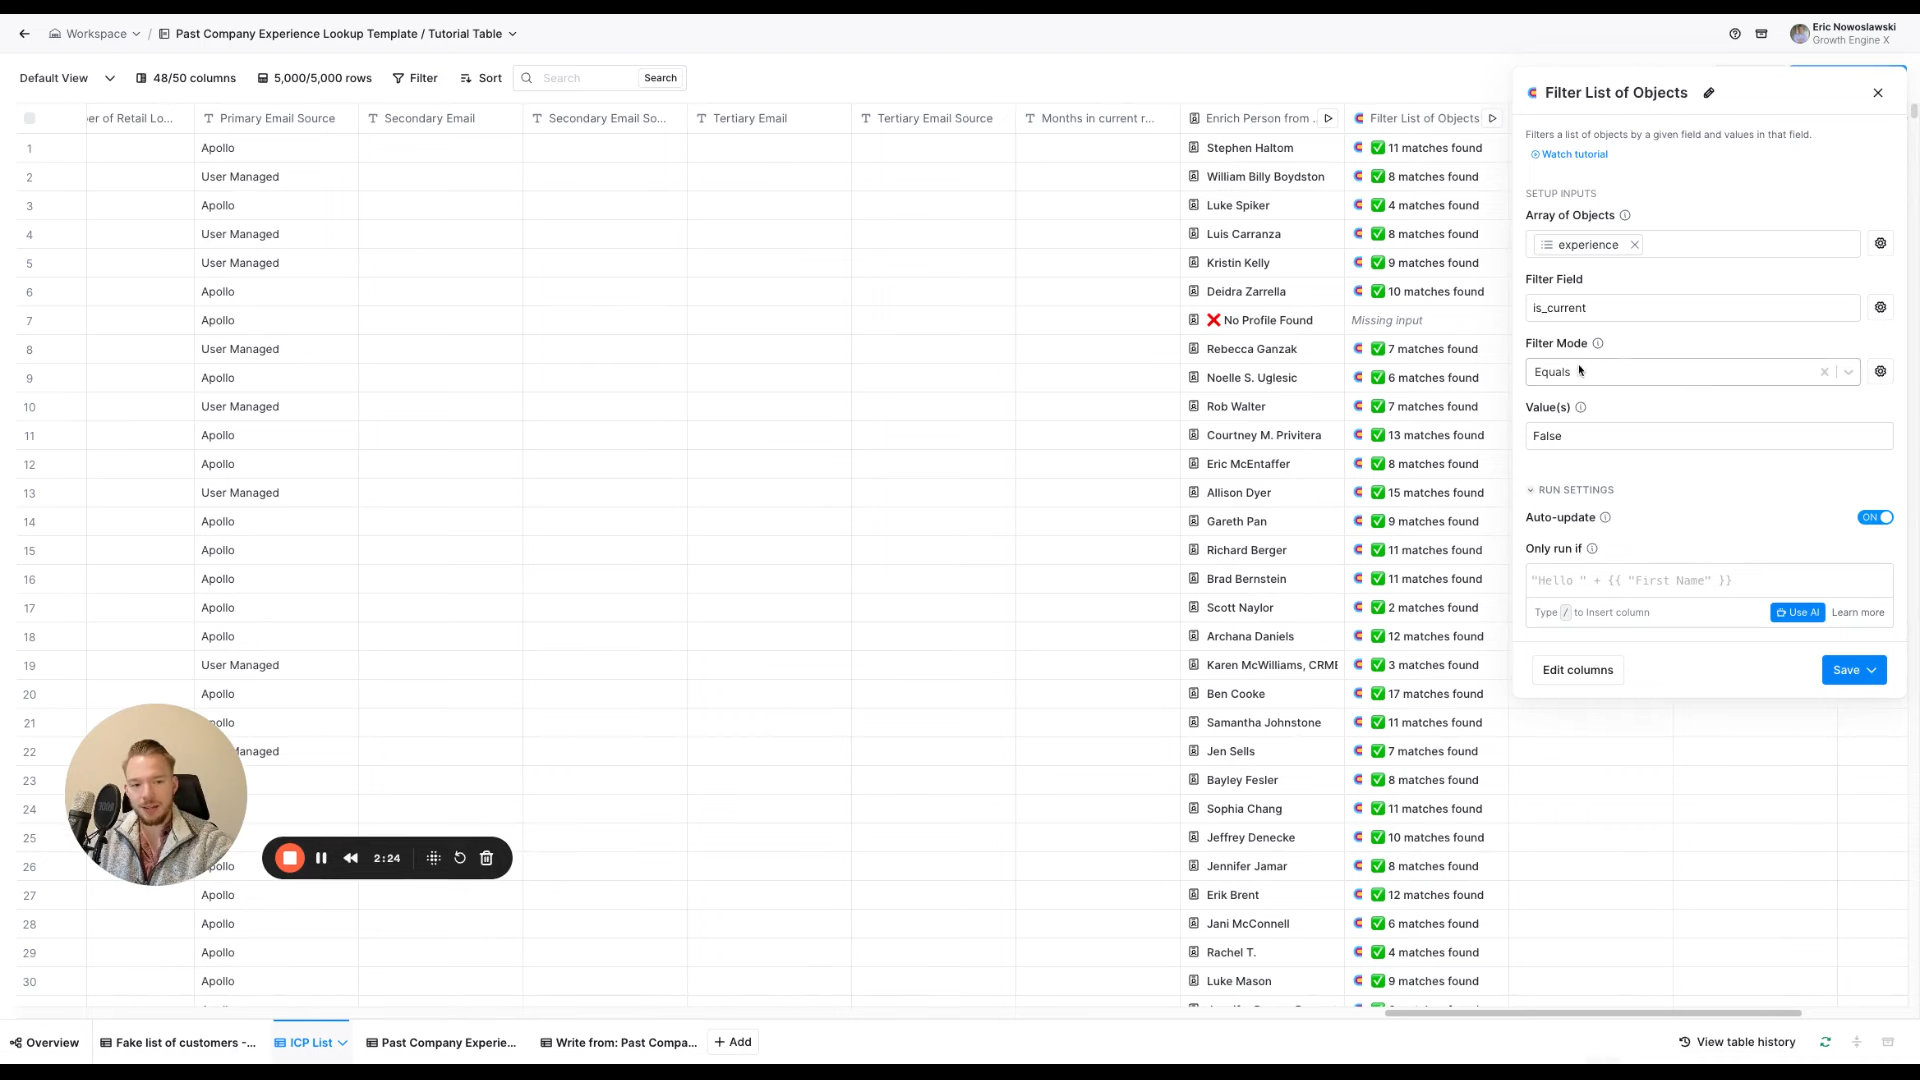 Workspace / Past Company Experience Lookup Template / Tutorial Table
Eric Nowoslawski
Growth Engine X
Default View 48/50 columns 5,000/5,000 rows Filter Sort Search Search
er of Retail Lo... Primary Email Source Secondary Email Secondary Email So... Tertiary Email Tertiary Email Source Months in current r... Enrich Person from ... Filter List of Objects
1 Apollo Stephen Haltom 11 matches found
2 User Managed William Billy Boydston 8 matches found
3 Apollo Luke Spiker 4 matches found
4 User Managed Luis Carranza 8 matches found
5 User Managed Kristin Kelly 9 matches found
6 Apollo Deidra Zarrella 10 matches found
7 Apollo No Profile Found Missing input
8 User Managed Rebecca Ganzak 7 matches found
9 Apollo Noelle S. Uglesic 6 matches found
10 User Managed Rob Walter 7 matches found
11 Apollo Courtney M. Privitera 13 matches found
12 Apollo Eric McEntaffer 8 matches found
13 User Managed Allison Dyer 15 matches found
14 Apollo Gareth Pan 9 matches found
15 Apollo Richard Berger 11 matches found
16 Apollo Brad Bernstein 11 matches found
17 Apollo Scott Naylor 2 matches found
18 Apollo Archana Daniels 12 matches found
19 User Managed Karen McWilliams, CRME 3 matches found
20 Apollo Ben Cooke 17 matches found
21 ollo Samantha Johnstone 11 matches found
22 anaged Jen Sells 7 matches found
23 Bayley Fesler 8 matches found
24 Sophia Chang 11 matches found
25 Jeffrey Denecke 10 matches found
26 pollo Jennifer Jamar 8 matches found
27 Apollo Erik Brent 12 matches found
28 Apollo Jani McConnell 6 matches found
29 Apollo Rachel T. 4 matches found
30 Apollo Luke Mason 9 matches found
2:24
Filter List of Objects
Filters a list of objects by a given field and values in that field.
Watch tutorial
SETUP INPUTS
Array of Objects
experience
Filter Field
is_current
Filter Mode
Equals
Value(s)
False
RUN SETTINGS
Auto-update ON
Only run if
"Hello " + {{ "First Name" }}
Type / to Insert column Use AI Learn more
Edit columns Save
Overview Fake list of customers -... ICP List Past Company Experie... Write from: Past Compa... + Add View table history